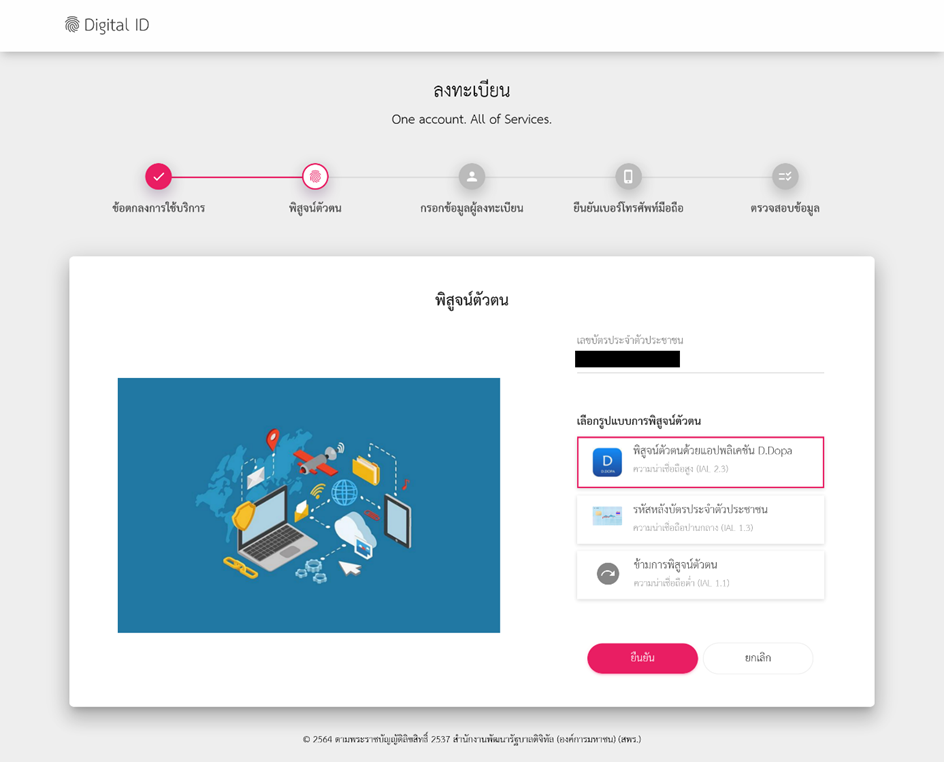 Digital ID
ลงทะเบียน
One account. All of Services.
ข้อตกลงการใช้บริการ
พิสูจน์ตัวตน
กรอกข้อมูลผู้ลงทะเบียน
ยืนยันเบอร์โทรศัพท์มือถือ
ตรวจสอบข้อมูล
พิสูจน์ตัวตน
เลขบัตรประจำตัวประชาชน
เลือกรูปแบบการพิสูจน์ตัวตน
D
D.DOPA
พิสูจน์ตัวตนด้วยแอปพลิเคชัน D.Dopa
ความน่าเชื่อถือสูง (IAL 2.3)
รหัสหลังบัตรประจำตัวประชาชน
ความน่าเชื่อถือปานกลาง (IAL 1.3)
ข้ามการพิสูจน์ตัวตน
ความน่าเชื่อถือต่ำ (IAL 1.1)
ยืนยัน
ยกเลิก
© 2564 ตามพระราชบัญญัติลิขสิทธิ์ 2537 สำนักงานพัฒนารัฐบาลดิจิทัล (องค์การมหาชน) (สพร.)